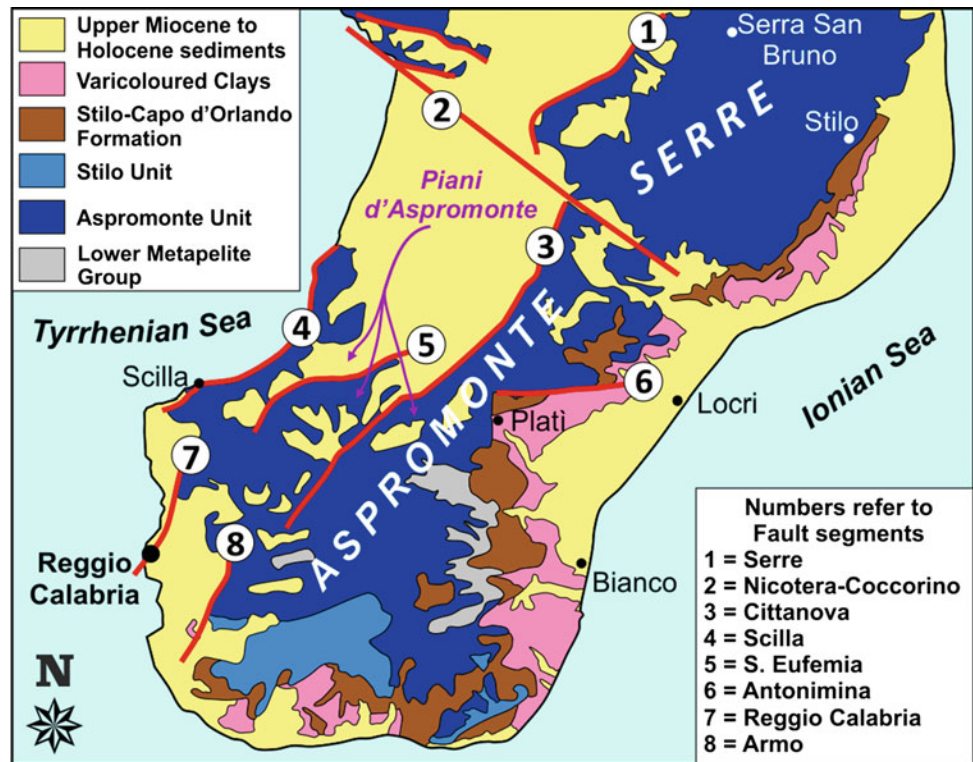 Upper Miocene to
Holocene sediments
Varicoloured Clays
Stilo-Capo d'Orlando
Formation
Stilo Unit
Aspromonte Unit
Lower Metapelite
Group
1
Serra San
Bruno
2
Stilo
SERRE
Piani
d'Aspromonte
3
Tyrrhenian Sea
4
5
Scilla
ASPROMONTE
6
Ionian Sea
Locri
Platì
7
8
Reggio
Calabria
Bianco
N
Numbers refer to
Fault segments
1 = Serre
2 = Nicotera-Coccorino
3 = Cittanova
4 = Scilla
5 = S. Eufemia
6 = Antonimina
7 = Reggio Calabria
8 = Armo